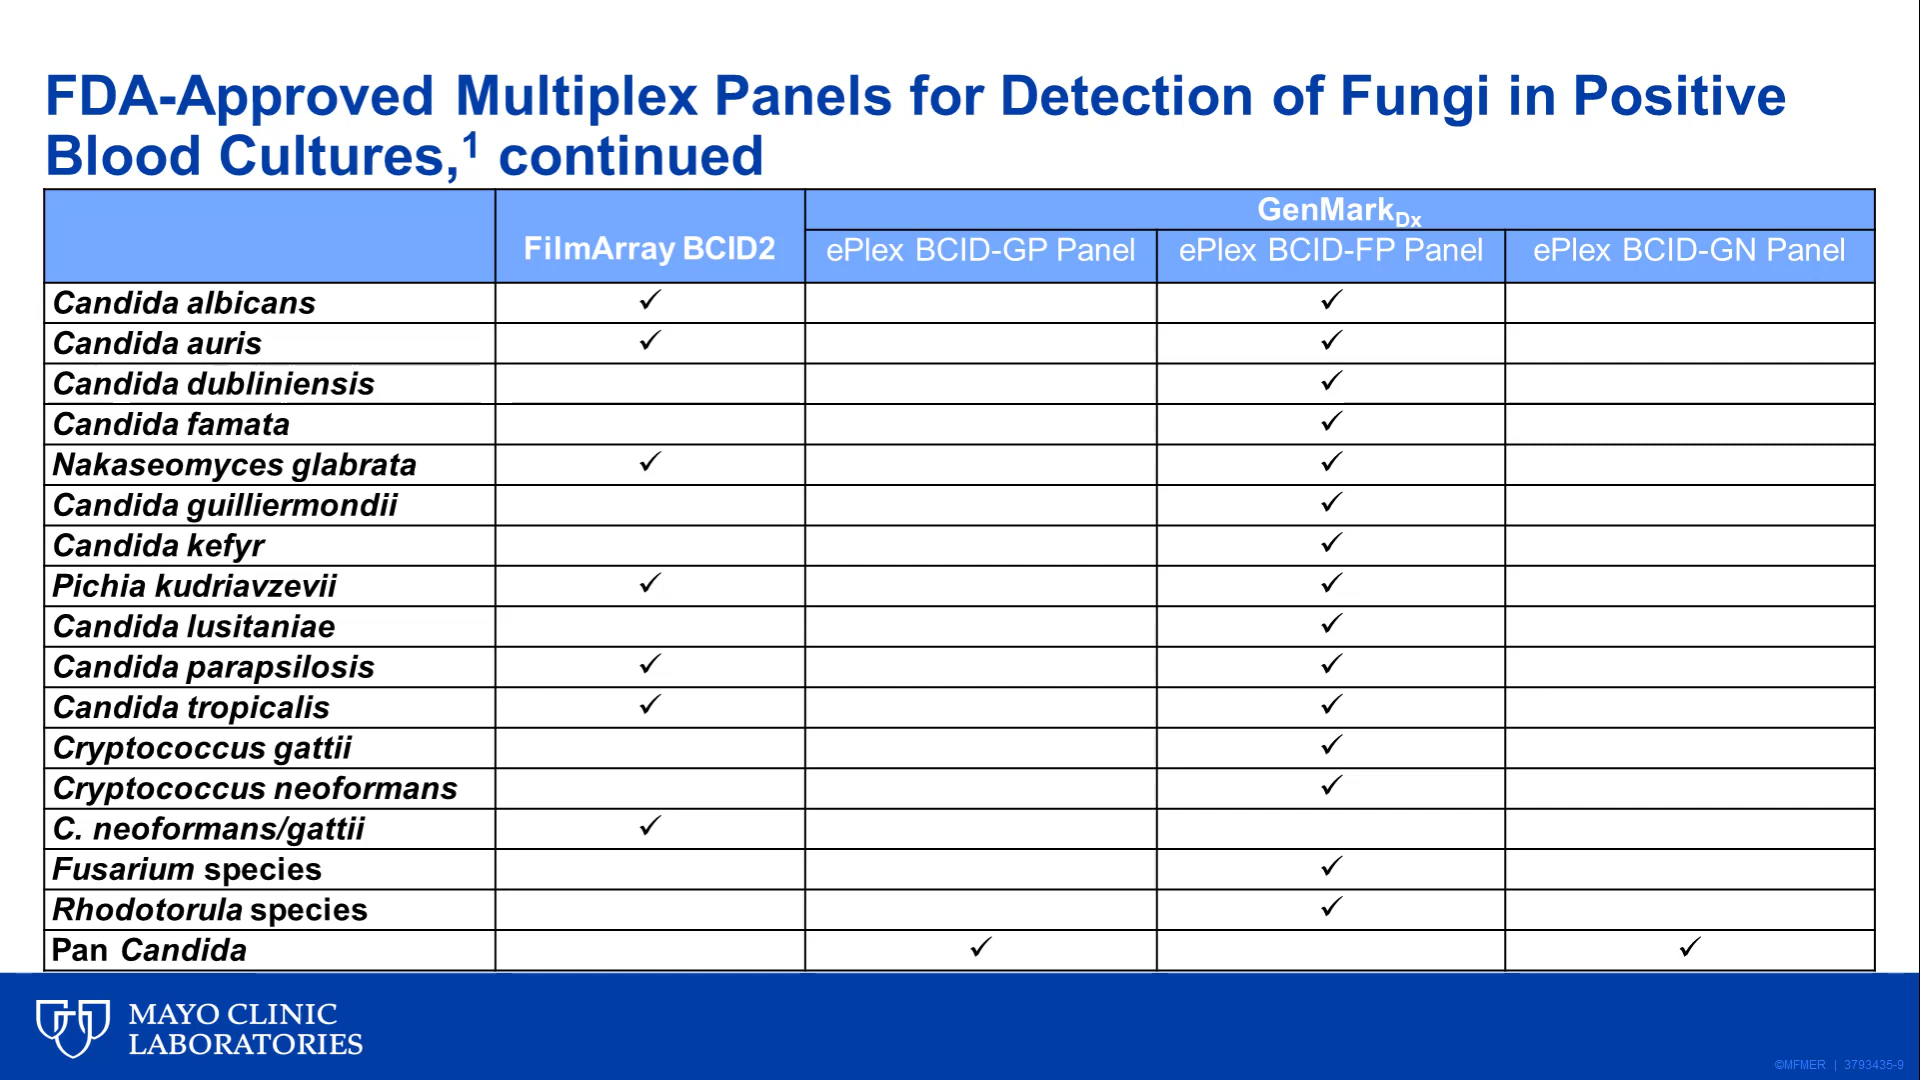 FDA-Approved Multiplex Panels for Detection of Fungi in Positive
Blood Cultures,¹ continued
GenMarkDx
FilmArray BCID2 ePlex BCID-GP Panel ePlex BCID-FP Panel ePlex BCID-GN Panel
Candida albicans ✓ ✓
Candida auris ✓ ✓
Candida dubliniensis ✓
Candida famata ✓
Nakaseomyces glabrata ✓ ✓
Candida guilliermondii ✓
Candida kefyr ✓
Pichia kudriavzevii ✓ ✓
Candida lusitaniae ✓
Candida parapsilosis ✓ ✓
Candida tropicalis ✓ ✓
Cryptococcus gattii ✓
Cryptococcus neoformans ✓
C. neoformans/gattii ✓
Fusarium species ✓
Rhodotorula species ✓
Pan Candida ✓ ✓
MAYO CLINIC
LABORATORIES
©MFMER | 3793435-9